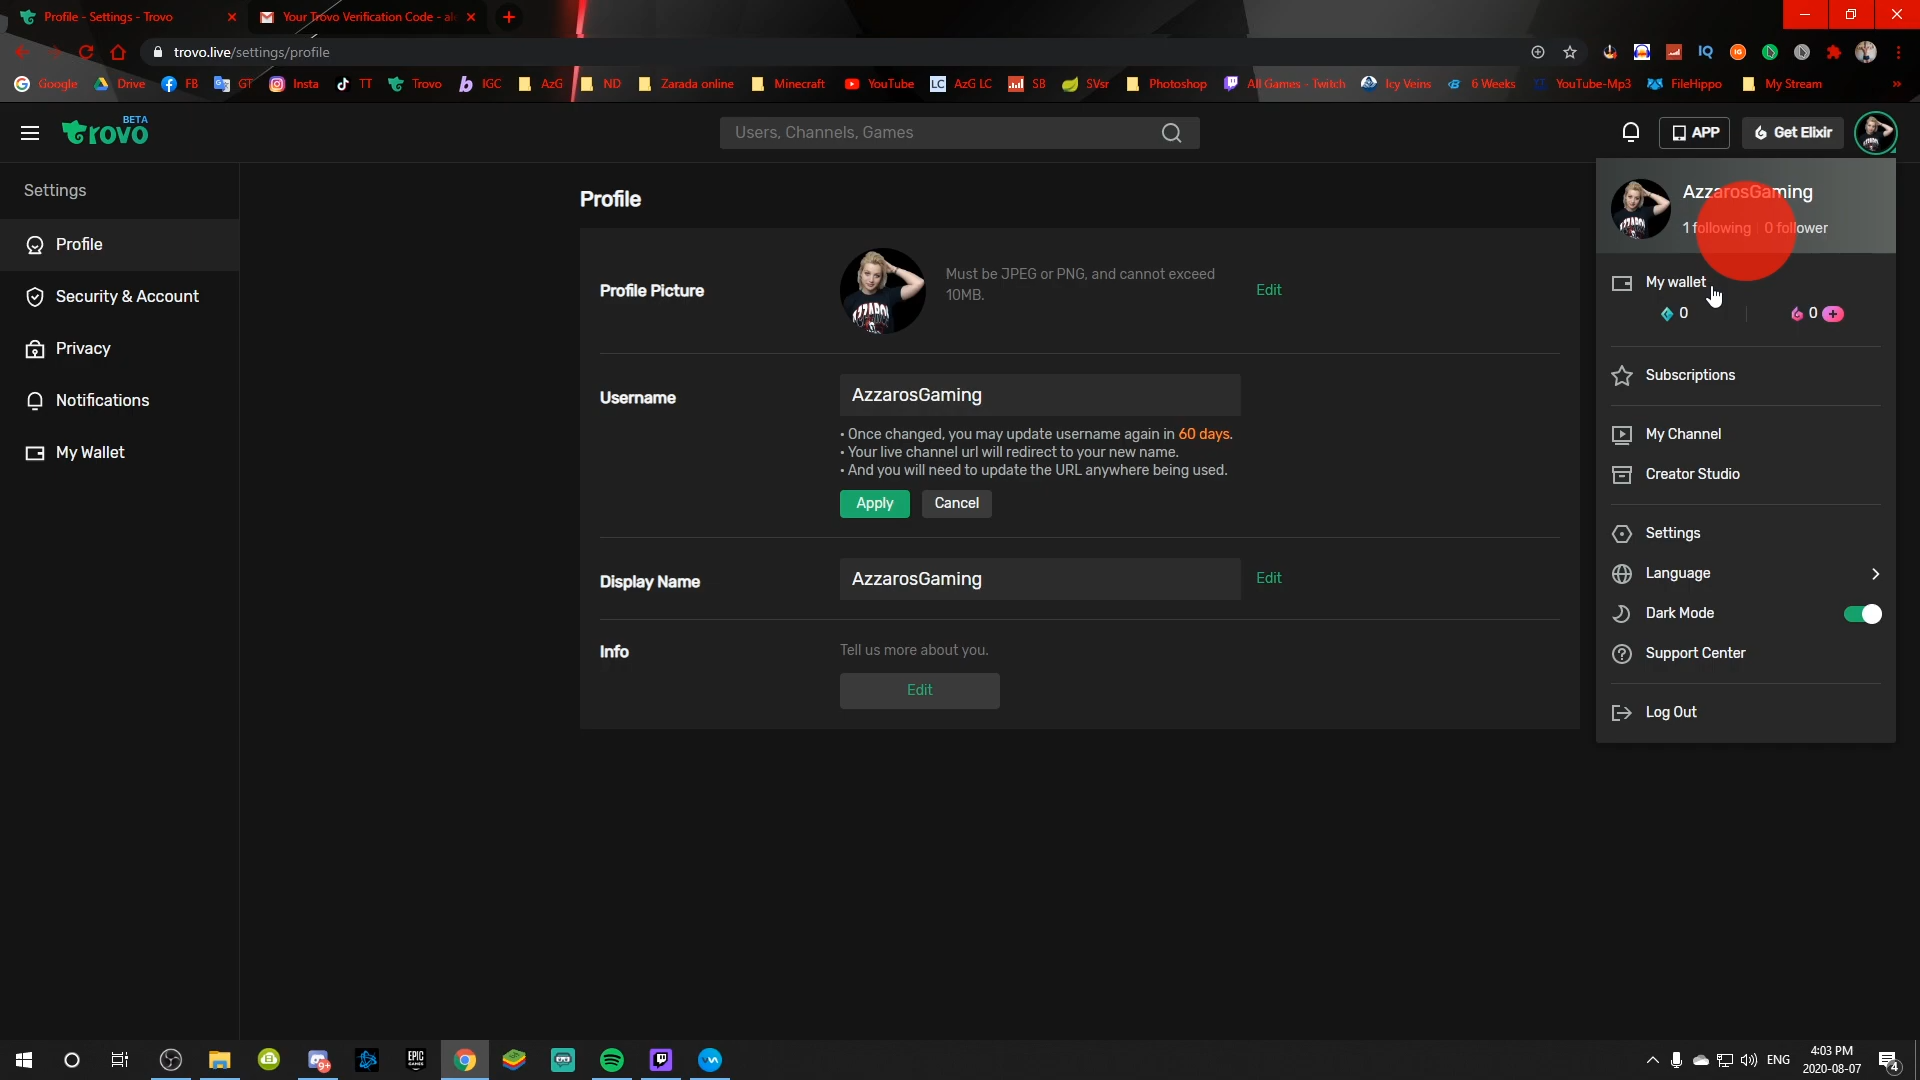 Profile - Settings - Trovo
Your Trovo Verification Code - al
trovo.live/settings/profile
Google
Drive
FB
GT
Insta
TT
Trovo
IGC
AzG
ND
Zarada online
Minecraft
YouTube
LC AzG LC
SB
SVsr
Photoshop
All Games - Twitch
Icy Veins
6 Weeks
YouTube-Mp3
FileHippo
My Stream
»
Trovo BETA
Users, Channels, Games
APP
Get Elixir
Settings
Profile
Security & Account
Privacy
Notifications
My Wallet
Profile
Profile Picture
Must be JPEG or PNG, and cannot exceed
10MB.
Edit
Username
AzzarosGaming
• Once changed, you may update username again in 60 days.
• Your live channel url will redirect to your new name.
• And you will need to update the URL anywhere being used.
Apply
Cancel
Display Name
AzzarosGaming
Edit
Info
Tell us more about you.
Edit
AzzarosGaming
1 following 0 follower
My wallet
0
0
Subscriptions
My Channel
Creator Studio
Settings
Language
Dark Mode
Support Center
Log Out
9+
EPIC GAMES
ENG
4:03 PM
2020-08-07
4